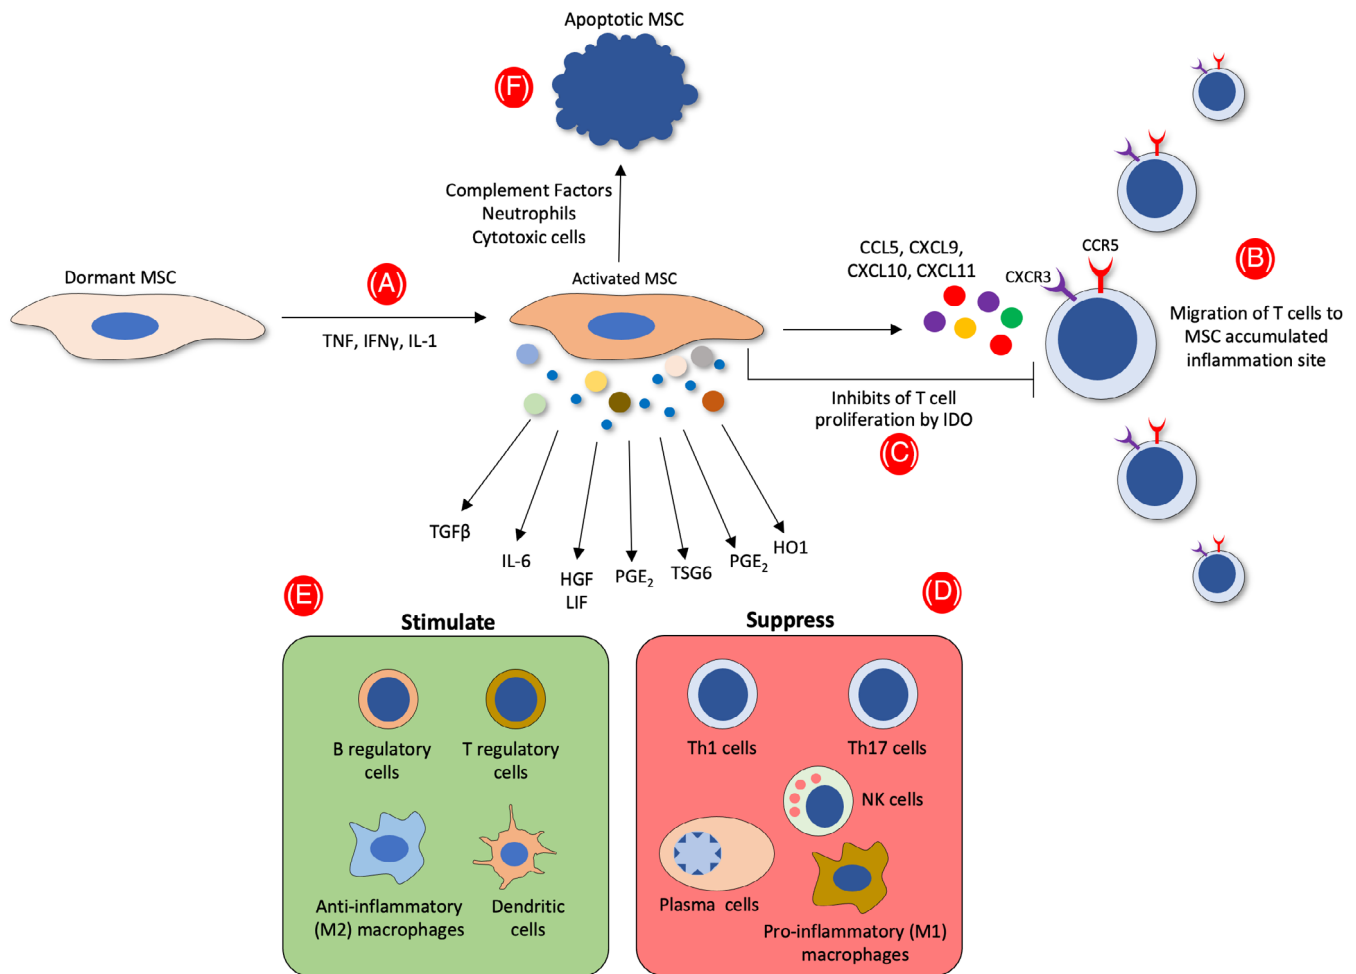 Apoptotic MSC
(F)
Complement Factors
Neutrophils
Cytotoxic cells
Dormant MSC
(A)
TNF, IFNγ, IL-1
Activated MSC
CCL5, CXCL9,
CXCL10, CXCL11
CXCR3
CCR5
(B)
Migration of T cells to
MSC accumulated
inflammation site
Inhibits of T cell
proliferation by IDO
(C)
TGFβ
IL-6
HGF
LIF
PGE₂
TSG6
PGE₂
HO1
(E)
Stimulate
B regulatory
cells
T regulatory
cells
Anti-inflammatory
(M2) macrophages
Dendritic
cells
(D)
Suppress
Th1 cells
Th17 cells
NK cells
Plasma cells
Pro-inflammatory (M1)
macrophages